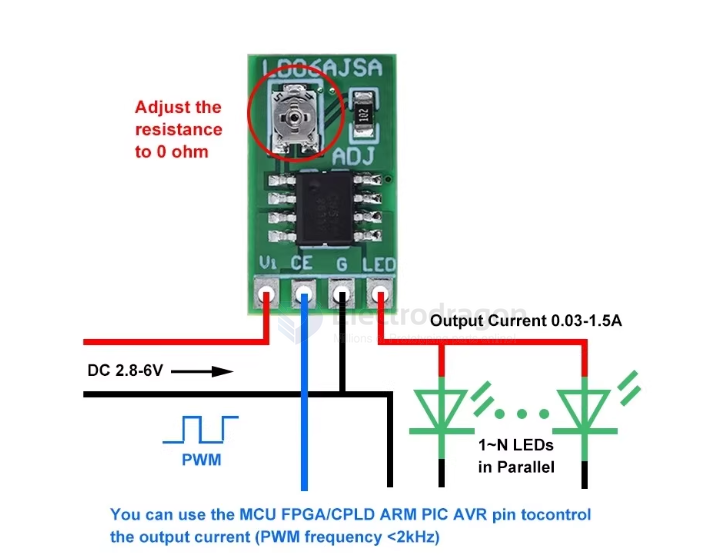 LD06AJSA
Adjust the
resistance
to 0 ohm
102
ADJ
Vi CE G LED
Electrodragon
Output Current 0.03-1.5A
DC 2.8-6V
PWM
1~N LEDs
in Parallel
You can use the MCU FPGA/CPLD ARM PIC AVR pin tocontrol
the output current (PWM frequency <2kHz)